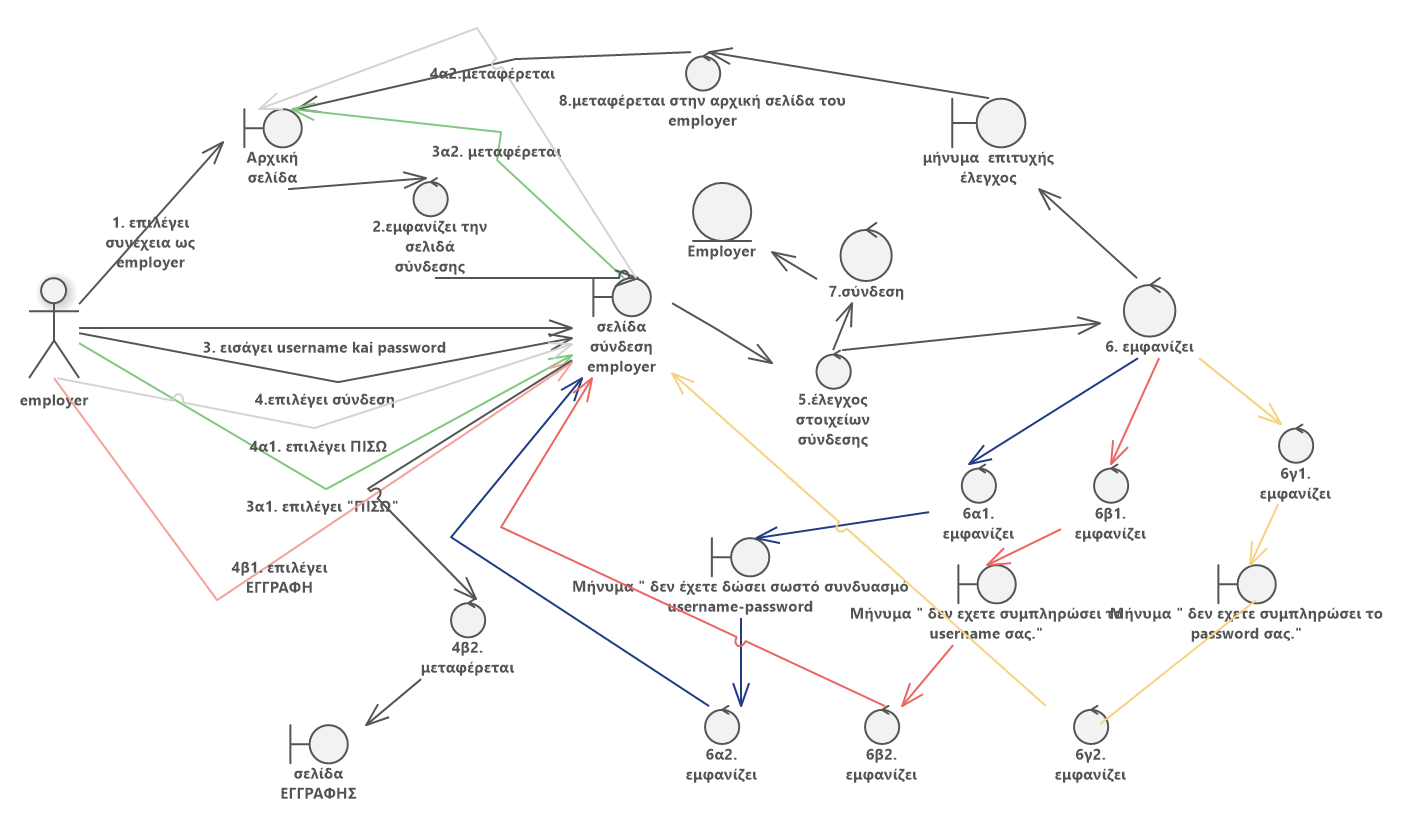 4α2.μεταφέρεται
8.μεταφέρεται στην αρχική σελίδα του
employer
Αρχική
σελίδα
3α2. μεταφέρεται
μήνυμα επιτυχής
έλεγχος
1. επιλέγει
συνέχεια ως
employer
2.εμφανίζει την
σελιδά
σύνδεσης
Employer
7.σύνδεση
σελίδα
σύνδεση
employer
3. εισάγει username kai password
6. εμφανίζει
employer
4.επιλέγει σύνδεση
5.έλεγχος
στοιχείων
σύνδεσης
4α1. επιλέγει ΠΙΣΩ
3α1. επιλέγει "ΠΙΣΩ"
6α1.
εμφανίζει
6β1.
εμφανίζει
6γ1.
εμφανίζει
4β1. επιλέγει
ΕΓΓΡΑΦΗ
Μήνυμα " δεν έχετε δώσει σωστό συνδυασμό
username-password
Μήνυμα " δεν εχετε συμπληρώσει το
username σας."
Μήνυμα " δεν εχετε συμπληρώσει το
password σας."
4β2.
μεταφέρεται
σελίδα
ΕΓΓΡΑΦΗΣ
6α2.
εμφανίζει
6β2.
εμφανίζει
6γ2.
εμφανίζει